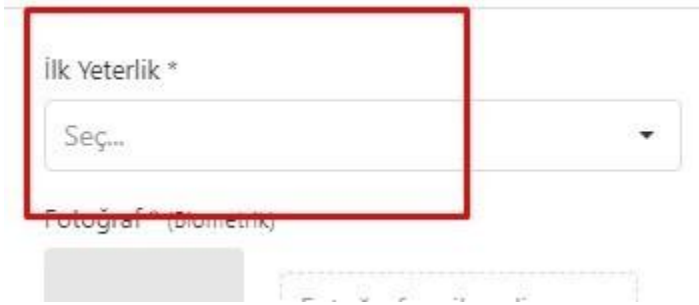 İlk Yeterlik *
Seç...
Fotoğraf * (Biometrik)